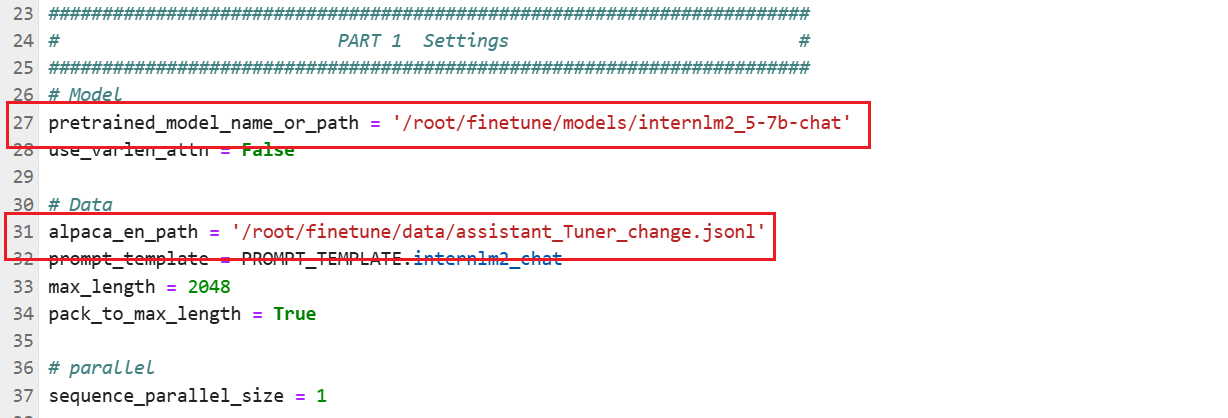 23 #######################################################################
24 #                          PART 1  Settings                           #
25 #######################################################################
26 # Model
27 pretrained_model_name_or_path = '/root/finetune/models/internlm2_5-7b-chat'
28 use_varlen_attn = False
29
30 # Data
31 alpaca_en_path = '/root/finetune/data/assistant_Tuner_change.jsonl'
32 prompt_template = PROMPT_TEMPLATE.internlm2_chat
33 max_length = 2048
34 pack_to_max_length = True
35
36 # parallel
37 sequence_parallel_size = 1